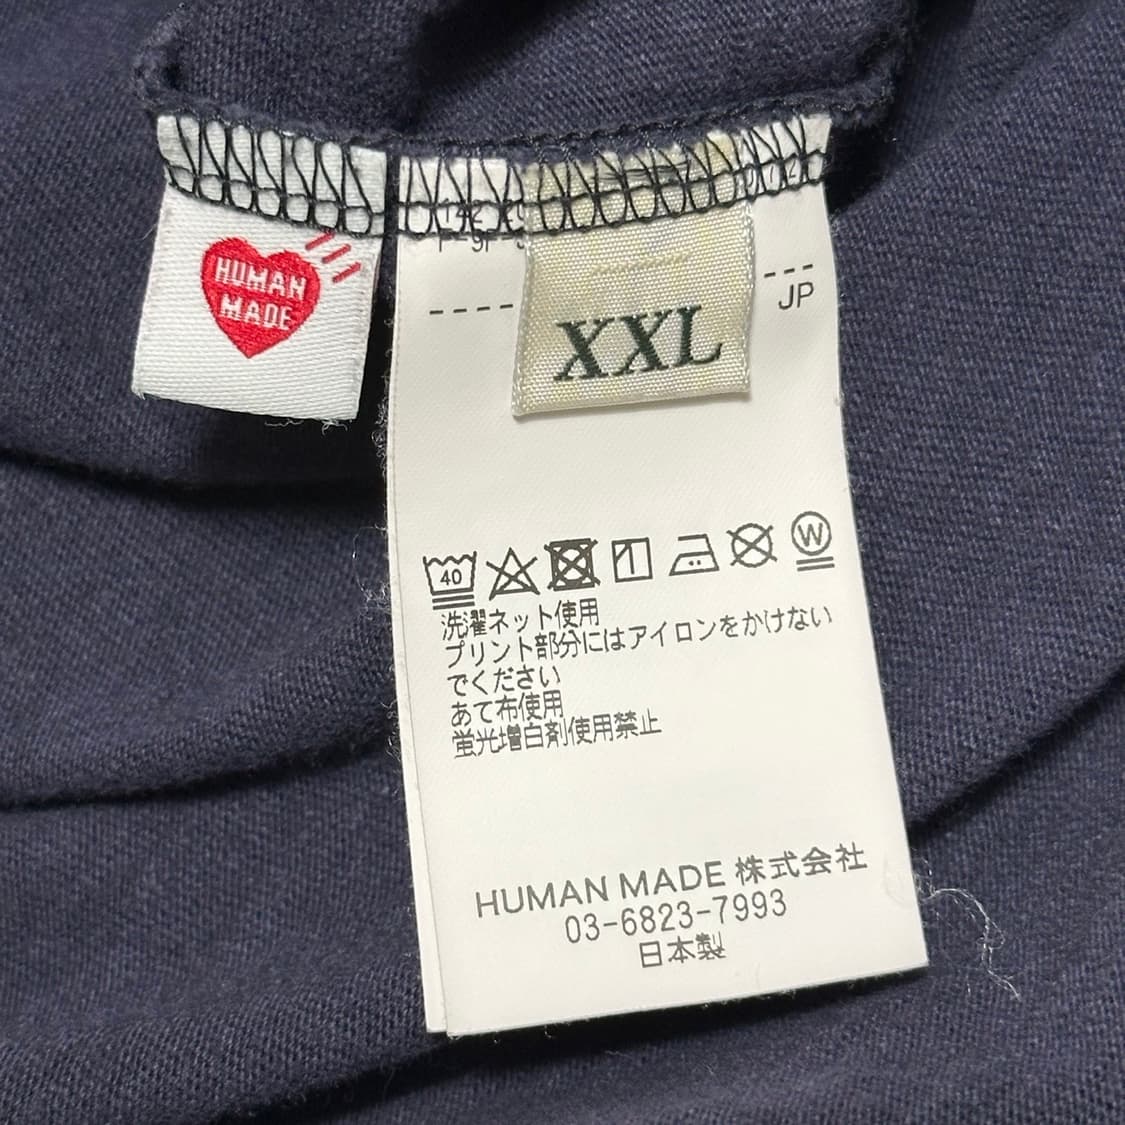 HUMAN
MADE
XXL
JP
40
W
洗濯ネット使用
プリント部分にはアイロンをかけない
でください
あて布使用
蛍光増白剤使用禁止
HUMAN MADE 株式会社
03-6823-7993
日本製